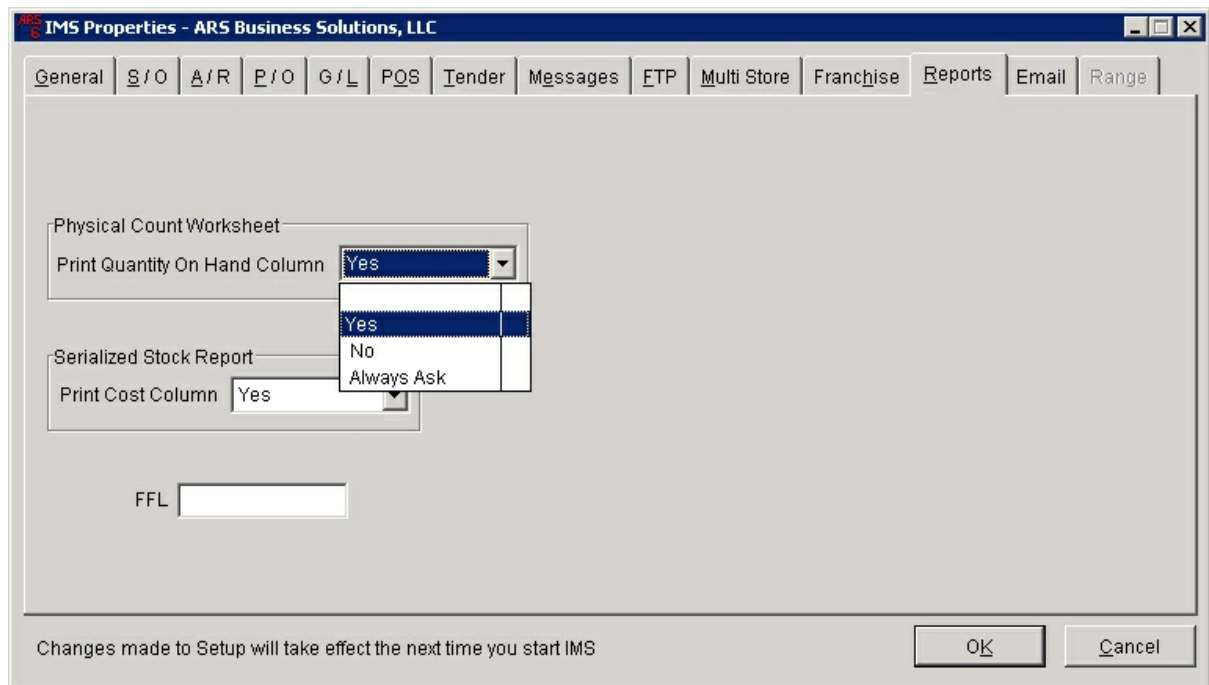 ARS 6 IMS Properties - ARS Business Solutions, LLC
General S / O A / R P / O G / L POS Tender Messages FTP Multi Store Franchise Reports Email Range
Physical Count Worksheet
Print Quantity On Hand Column Yes
Yes
No
Always Ask
Serialized Stock Report
Print Cost Column Yes
FFL
Changes made to Setup will take effect the next time you start IMS OK Cancel